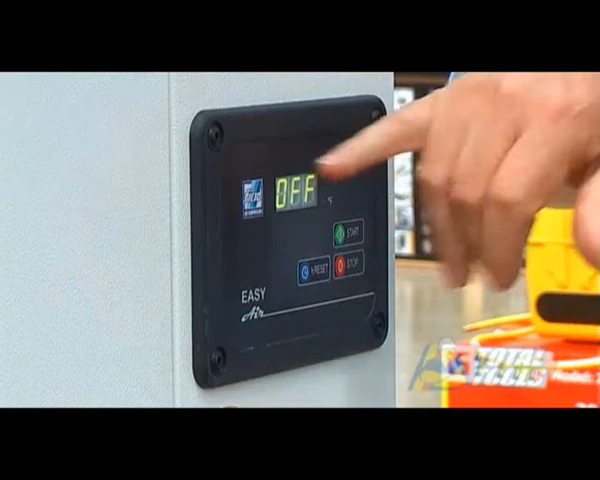 OFF
°F
START
RESET
STOP
EASY
Air
TOTAL
TOOLS